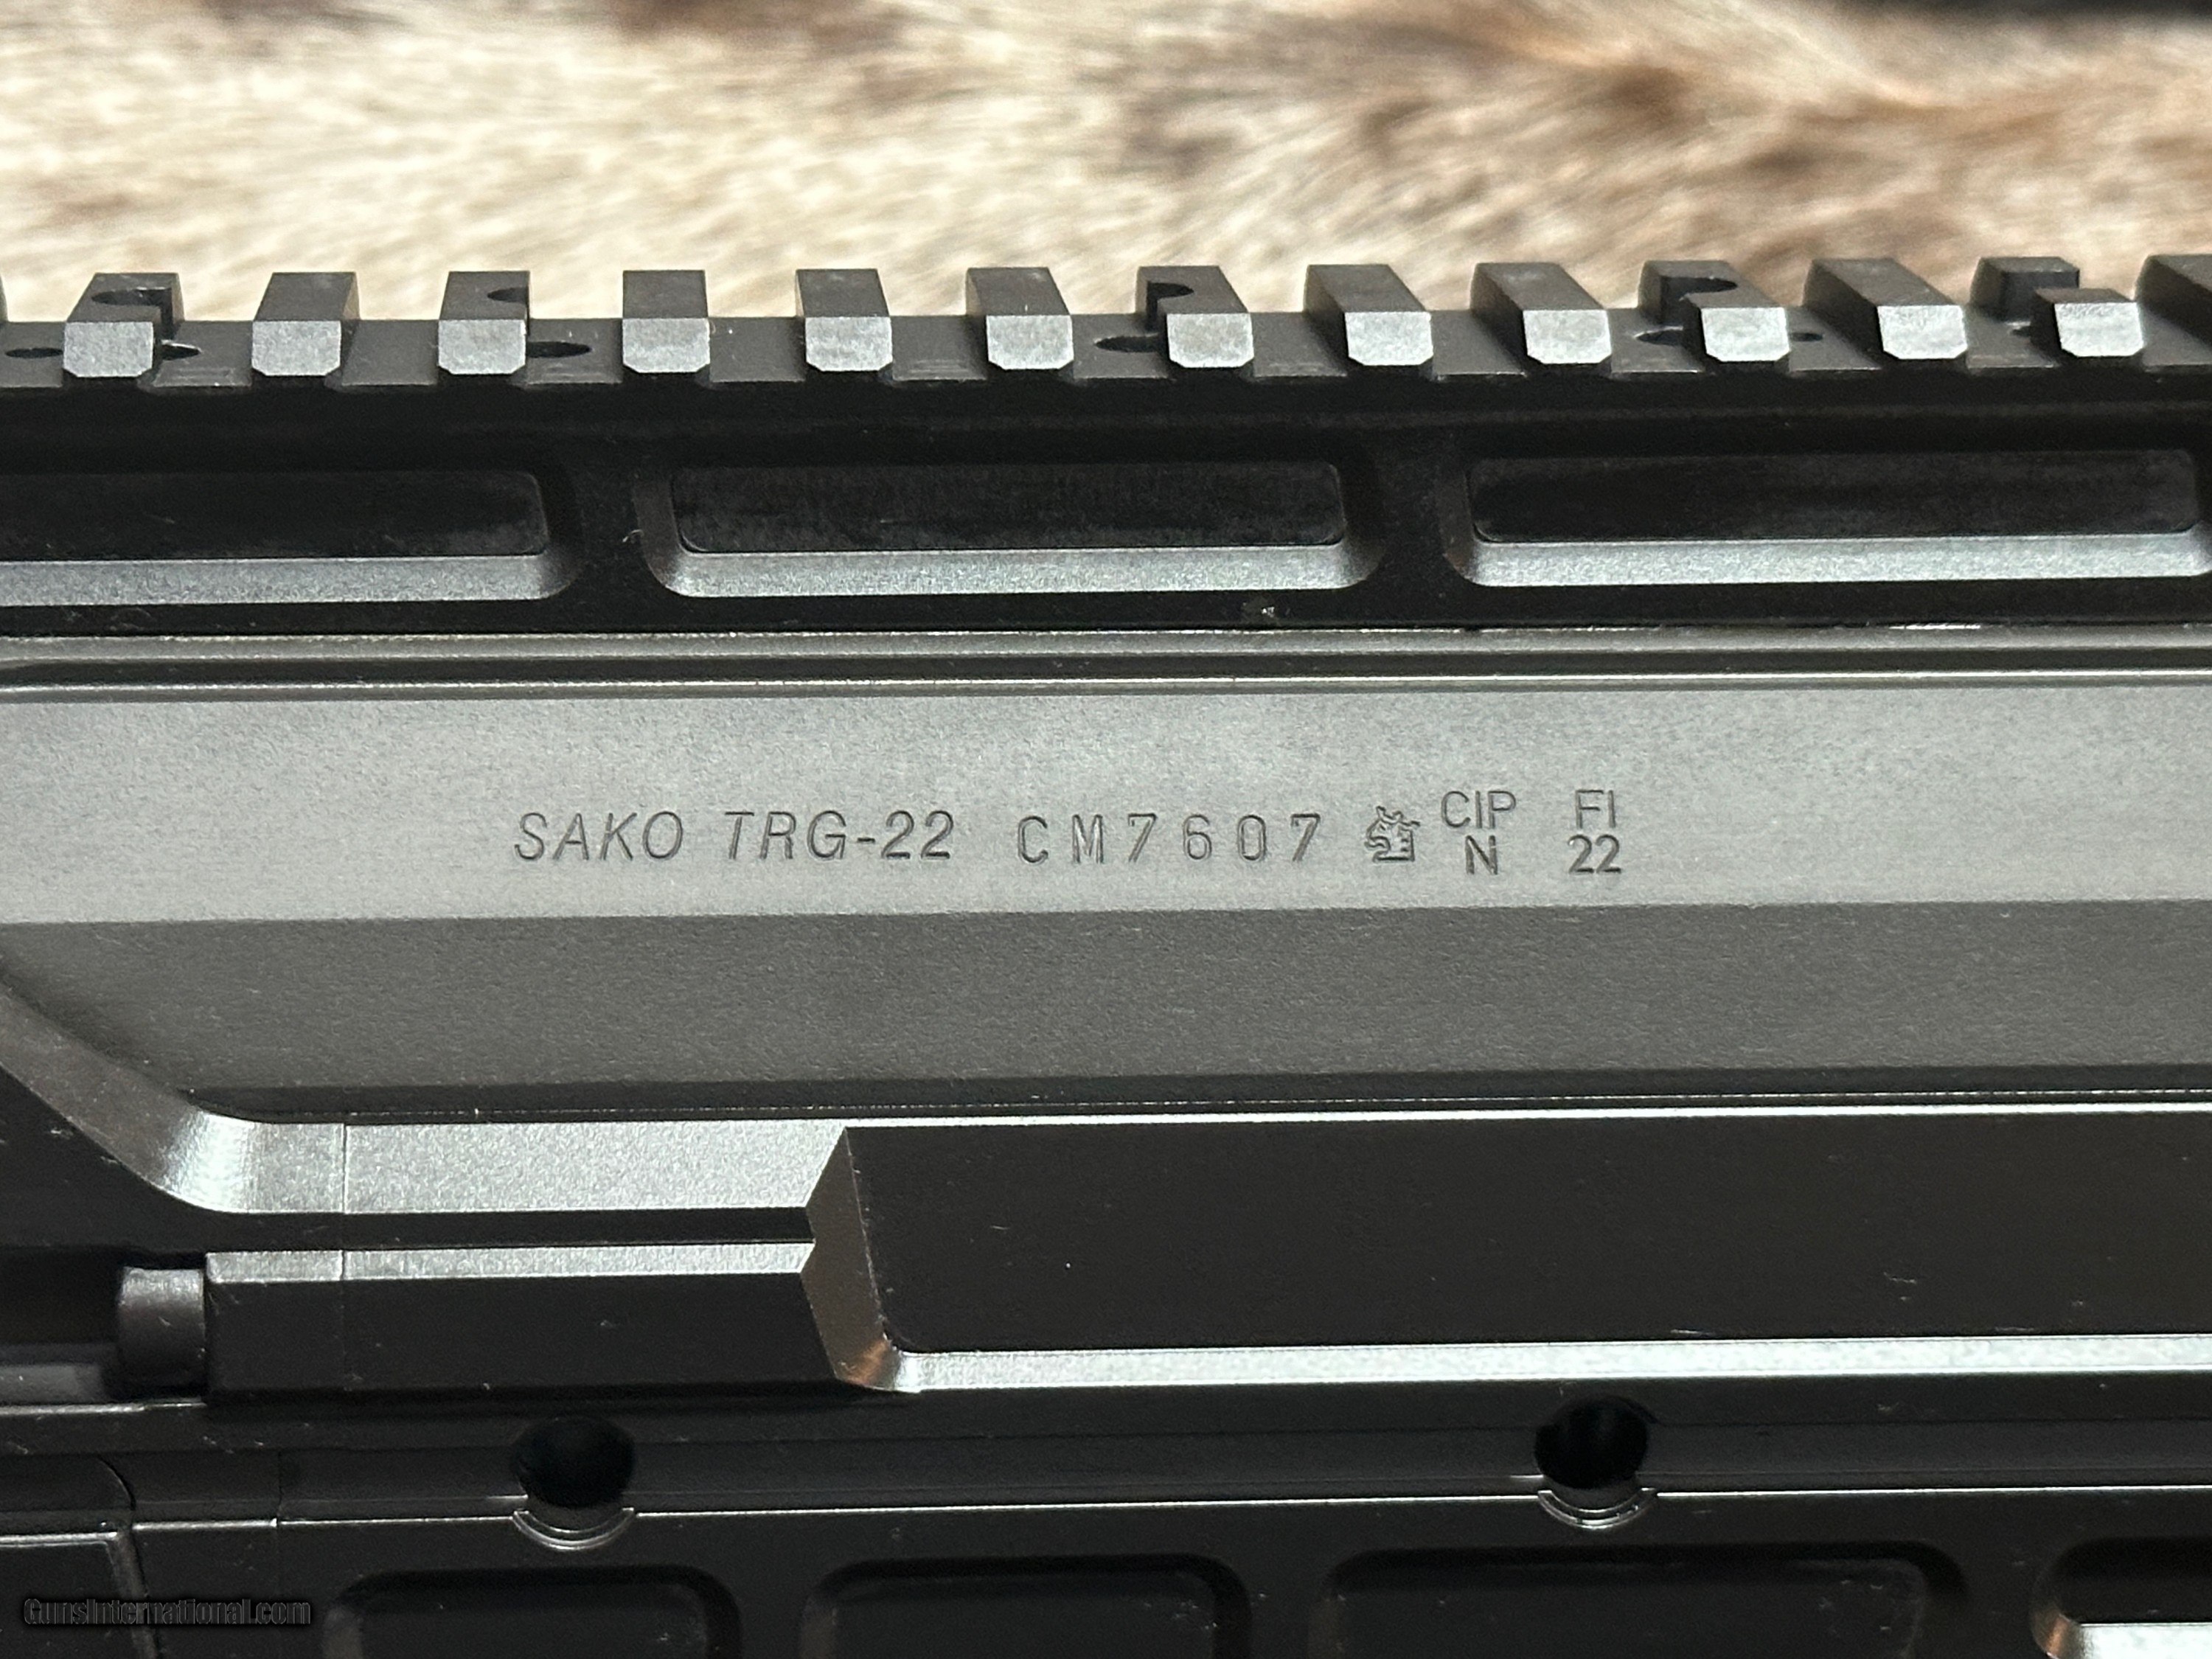 SAKO TRG-22 CM7607 CIP FI
N 22
GunsInternational.com